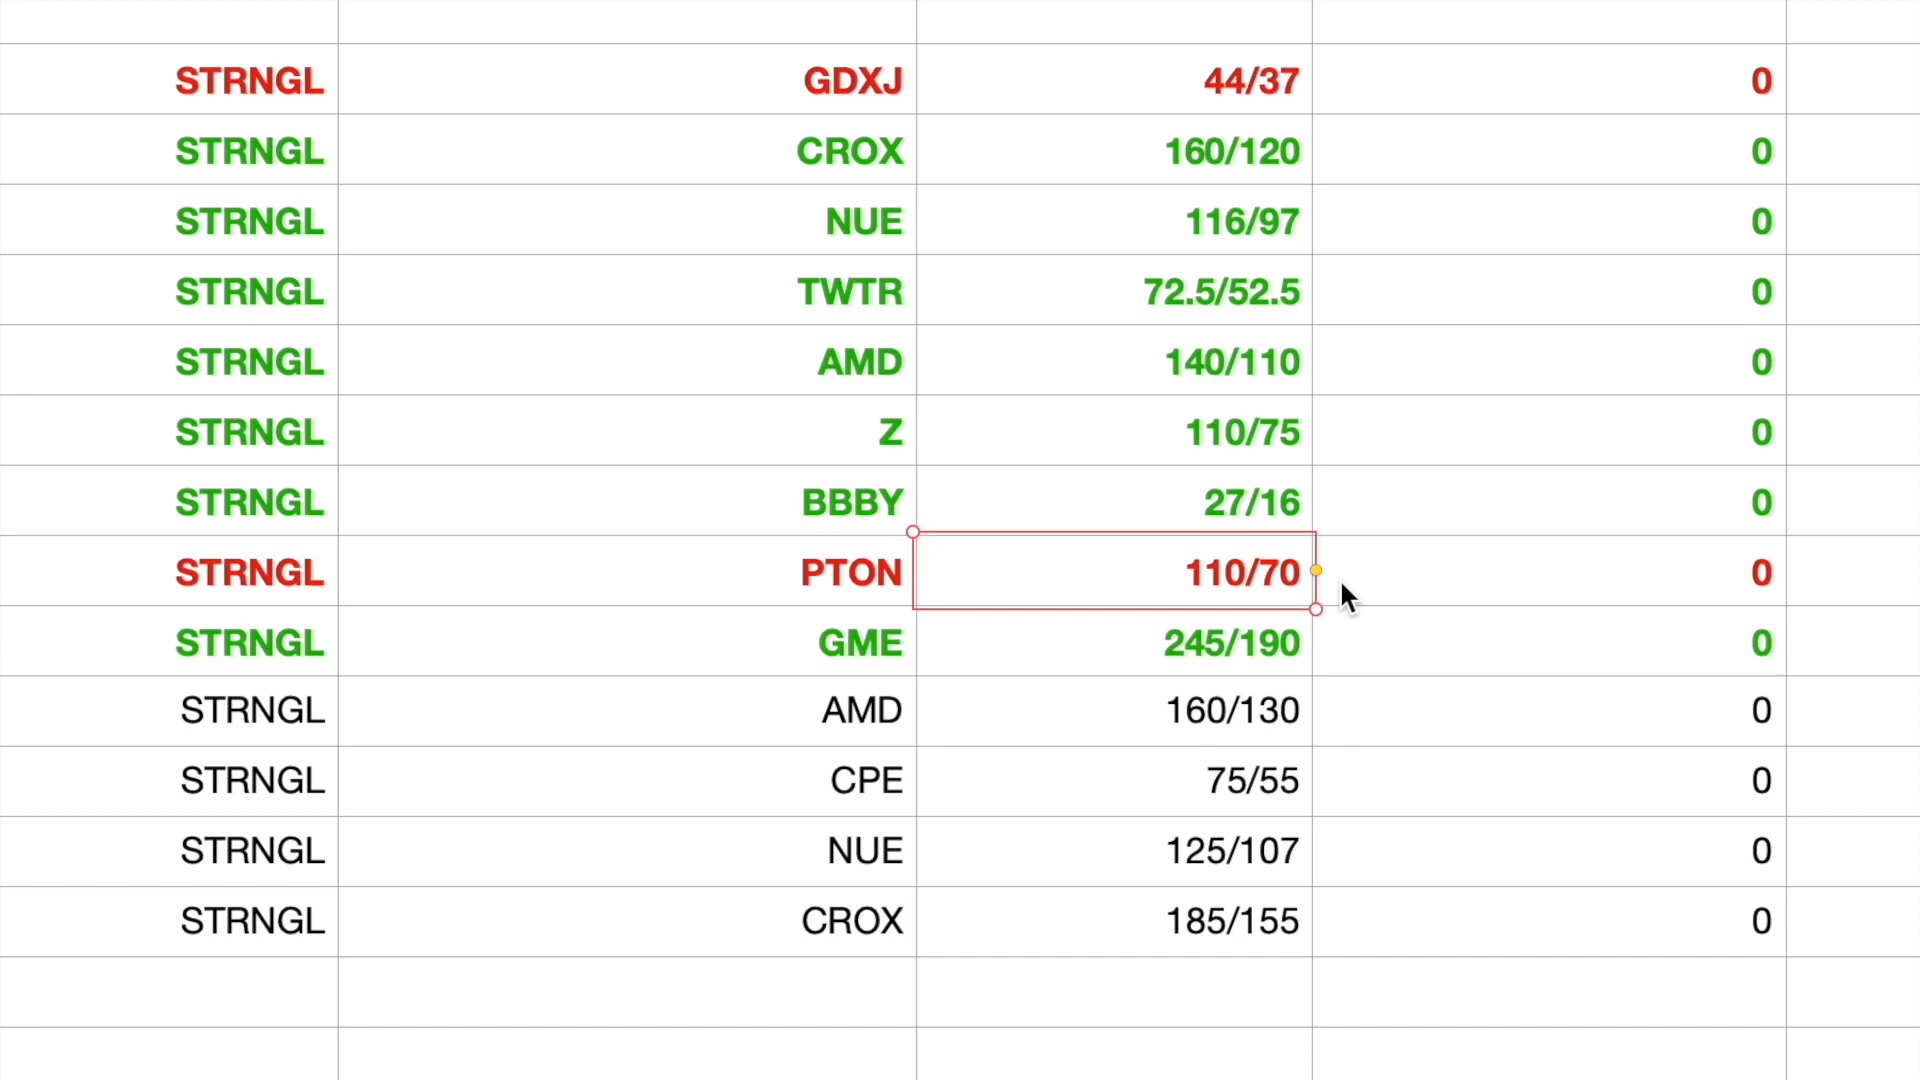 STRNGL GDXJ 44/37 0
STRNGL CROX 160/120 0
STRNGL NUE 116/97 0
STRNGL TWTR 72.5/52.5 0
STRNGL AMD 140/110 0
STRNGL Z 110/75 0
STRNGL BBBY 27/16 0
STRNGL PTON 110/70 0
STRNGL GME 245/190 0
STRNGL AMD 160/130 0
STRNGL CPE 75/55 0
STRNGL NUE 125/107 0
STRNGL CROX 185/155 0